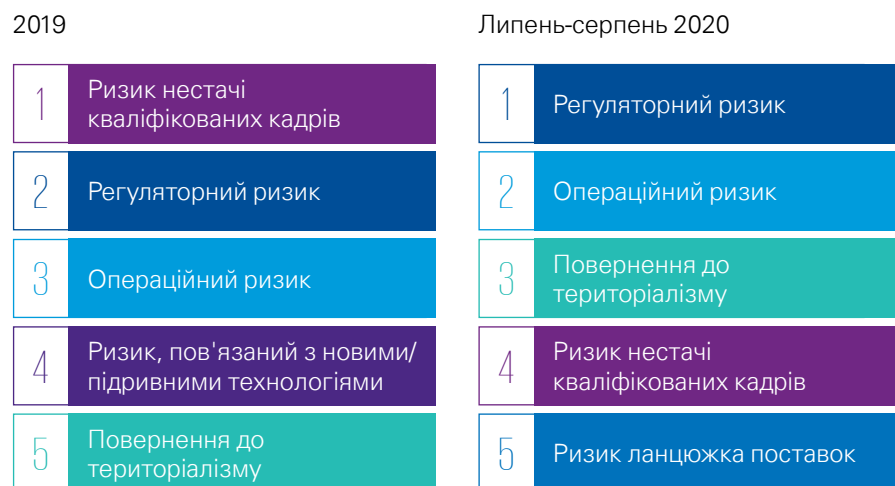 2019
1
Ризик нестачі
кваліфікованих кадрів
2
Регуляторний ризик
3
Операційний ризик
4
Ризик, пов'язаний з новими/
підривними технологіями
5
Повернення до
територіалізму
Липень-серпень 2020
1
Регуляторний ризик
2
Операційний ризик
3
Повернення до
територіалізму
4
Ризик нестачі
кваліфікованих кадрів
5
Ризик ланцюжка поставок